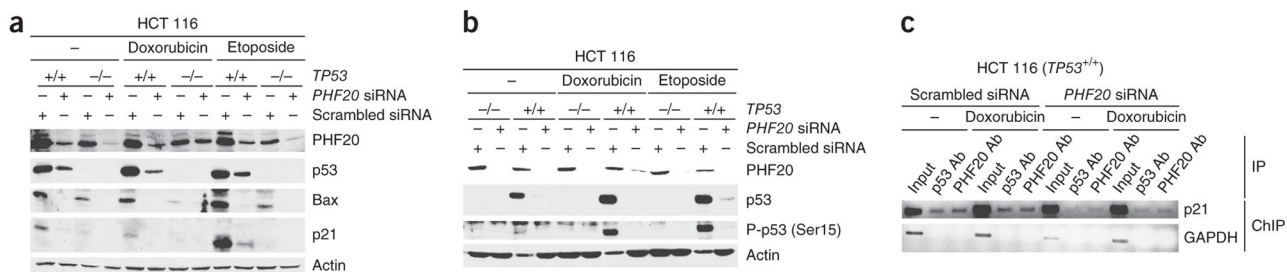 a
HCT 116
– Doxorubicin Etoposide
+/+ –/– +/+ –/– +/+ –/– TP53
– + – + – + – + – + – + PHF20 siRNA
+ – + – + – + – + – + – Scrambled siRNA
PHF20
p53
Bax
p21
Actin
b
HCT 116
– Doxorubicin Etoposide
–/– +/+ –/– +/+ –/– +/+ TP53
– + – + – + – + – + – + PHF20 siRNA
+ – + – + – + – + – + – Scrambled siRNA
PHF20
p53
P-p53 (Ser15)
Actin
c
HCT 116 (TP53+/+)
Scrambled siRNA PHF20 siRNA
– Doxorubicin – Doxorubicin
Input p53 Ab PHF20 Ab Input p53 Ab PHF20 Ab Input p53 Ab PHF20 Ab Input p53 Ab PHF20 Ab IP
p21
GAPDH
ChIP